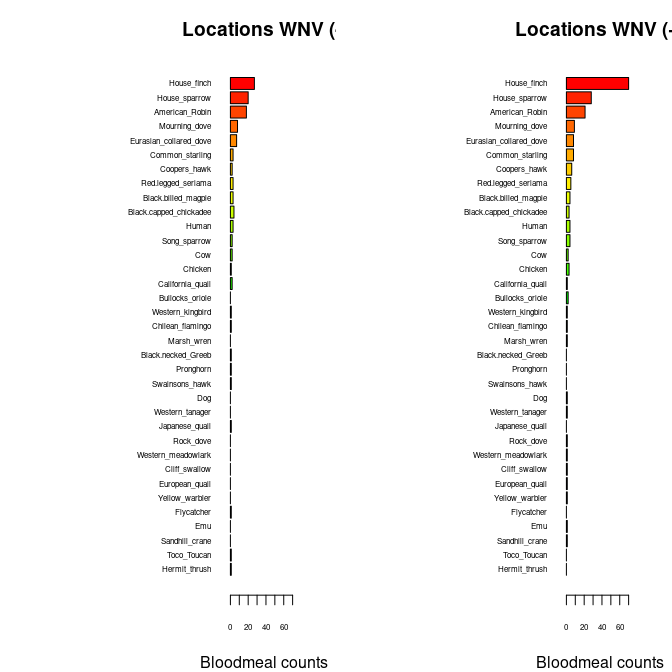 Locations WNV (-
House_finch
House_sparrow
American_Robin
Mourning_dove
Eurasian_collared_dove
Common_starling
Coopers_hawk
Red.legged_seriama
Black.billed_magpie
Black.capped_chickadee
Human
Song_sparrow
Cow
Chicken
California_quail
Bullocks_oriole
Western_kingbird
Chilean_flamingo
Marsh_wren
Black.necked_Greeb
Pronghorn
Swainsons_hawk
Dog
Western_tanager
Japanese_quail
Rock_dove
Western_meadowlark
Cliff_swallow
European_quail
Yellow_warbler
Flycatcher
Emu
Sandhill_crane
Toco_Toucan
Hermit_thrush
0 20 40 60
Bloodmeal counts
Locations WNV (-
House_finch
House_sparrow
American_Robin
Mourning_dove
Eurasian_collared_dove
Common_starling
Coopers_hawk
Red.legged_seriama
Black.billed_magpie
Black.capped_chickadee
Human
Song_sparrow
Cow
Chicken
California_quail
Bullocks_oriole
Western_kingbird
Chilean_flamingo
Marsh_wren
Black.necked_Greeb
Pronghorn
Swainsons_hawk
Dog
Western_tanager
Japanese_quail
Rock_dove
Western_meadowlark
Cliff_swallow
European_quail
Yellow_warbler
Flycatcher
Emu
Sandhill_crane
Toco_Toucan
Hermit_thrush
0 20 40 60
Bloodmeal counts